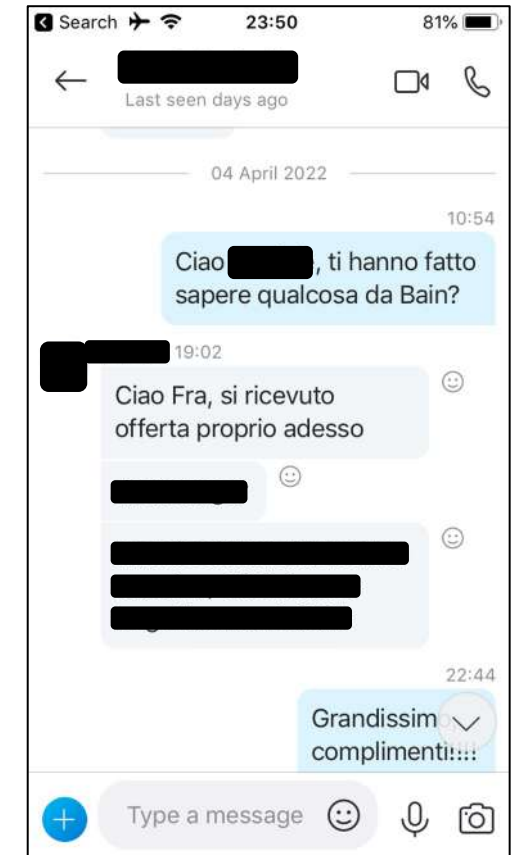 Search 23:50 81%
Last seen days ago
04 April 2022
10:54
Ciao , ti hanno fatto
sapere qualcosa da Bain?
19:02
Ciao Fra, si ricevuto
offerta proprio adesso
22:44
Grandissimo,
complimenti!!!!
Type a message